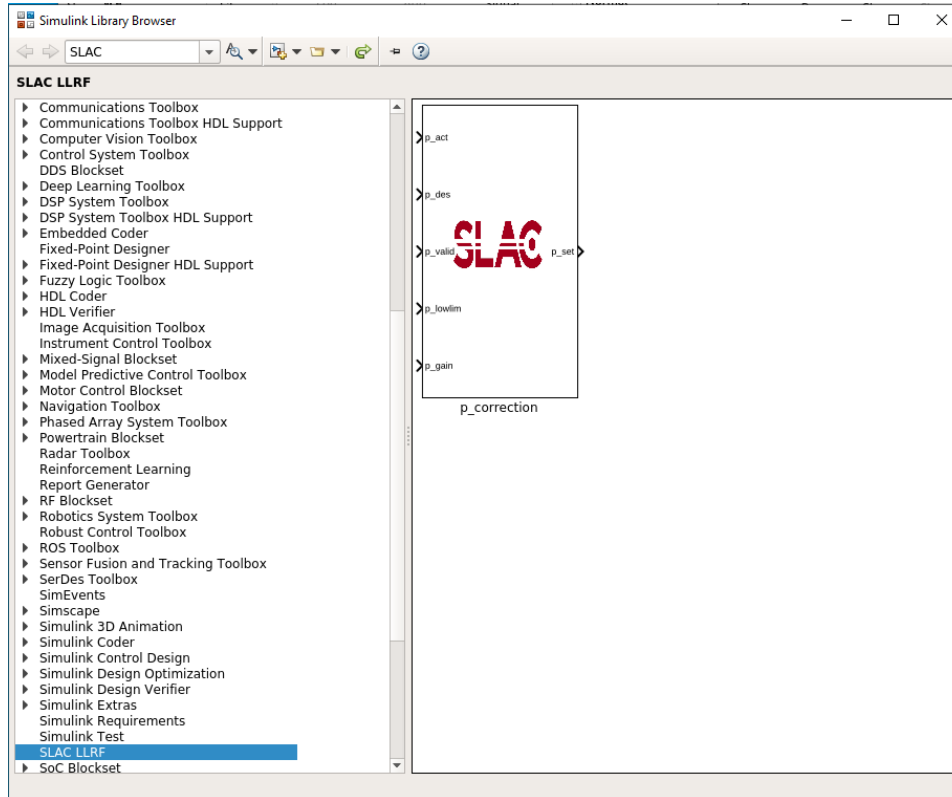 Simulink Library Browser
SLAC
SLAC LLRF
Communications Toolbox
Communications Toolbox HDL Support
Computer Vision Toolbox
Control System Toolbox
DDS Blockset
Deep Learning Toolbox
DSP System Toolbox
DSP System Toolbox HDL Support
Embedded Coder
Fixed-Point Designer
Fixed-Point Designer HDL Support
Fuzzy Logic Toolbox
HDL Coder
HDL Verifier
Image Acquisition Toolbox
Instrument Control Toolbox
Mixed-Signal Blockset
Model Predictive Control Toolbox
Motor Control Blockset
Navigation Toolbox
Phased Array System Toolbox
Powertrain Blockset
Radar Toolbox
Reinforcement Learning
Report Generator
RF Blockset
Robotics System Toolbox
Robust Control Toolbox
ROS Toolbox
Sensor Fusion and Tracking Toolbox
SerDes Toolbox
SimEvents
Simscape
Simulink 3D Animation
Simulink Coder
Simulink Control Design
Simulink Design Optimization
Simulink Design Verifier
Simulink Extras
Simulink Requirements
Simulink Test
SLAC LLRF
SoC Blockset
p_act
p_des
p_valid SLAC p_set
p_lowlim
p_gain
p_correction